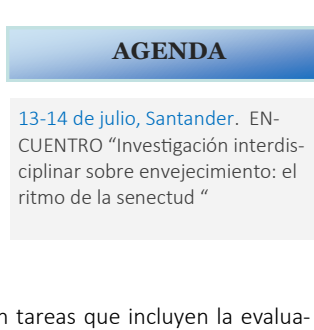 AGENDA
13-14 de julio, Santander. EN-
CUENTRO “Investigación interdis-
ciplinar sobre envejecimiento: el
ritmo de la senectud “
n tareas que incluyen la evalua-